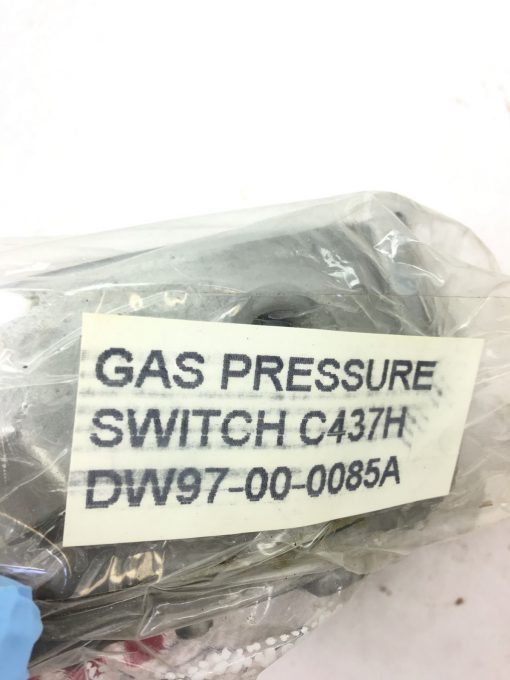 GAS PRESSURE
SWITCH C437H
DW97-00-0085A